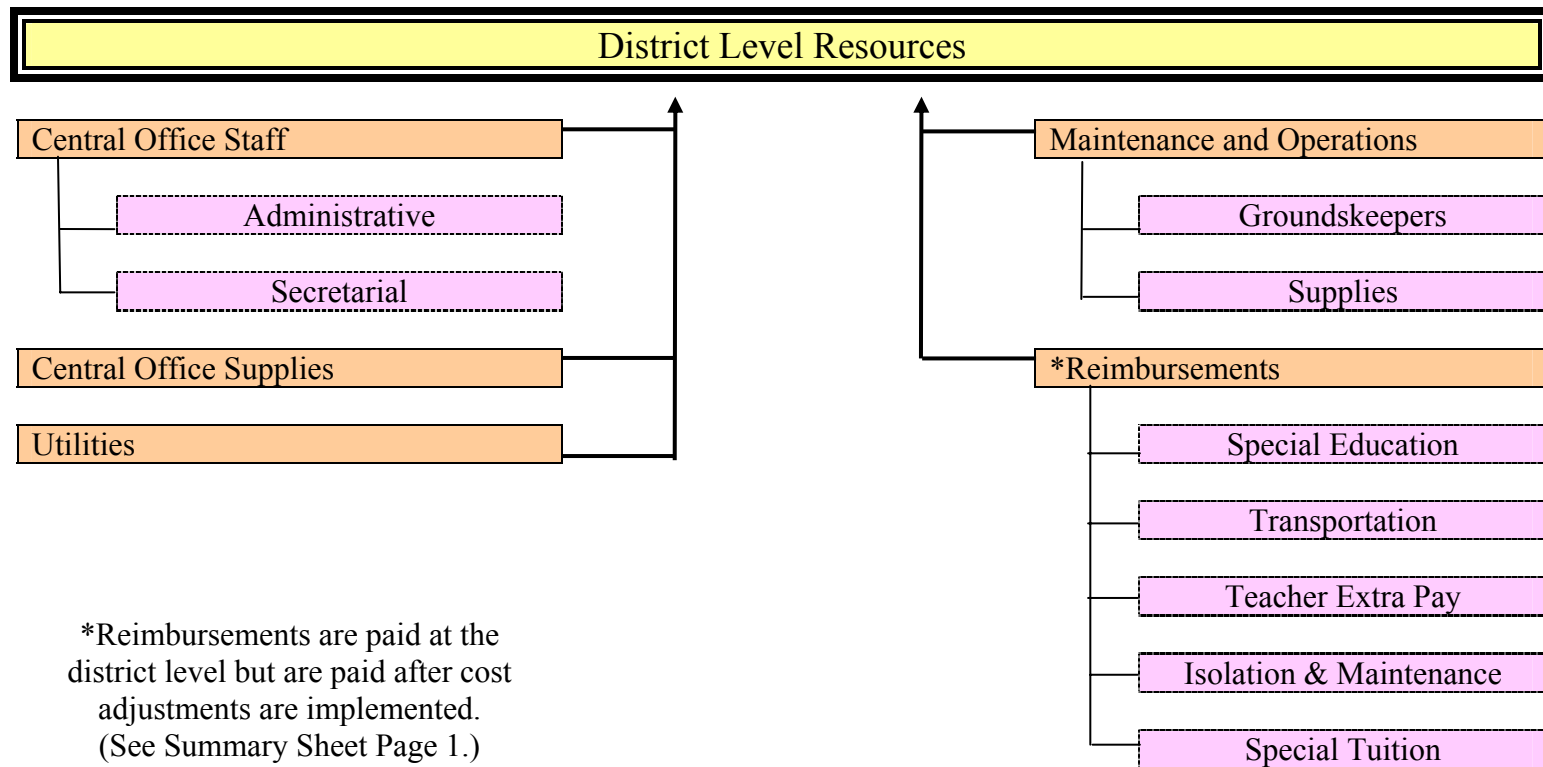 District Level Resources
Central Office Staff
Administrative
Secretarial
Central Office Supplies
Utilities
Maintenance and Operations
Groundskeepers
Supplies
*Reimbursements
Special Education
Transportation
Teacher Extra Pay
Isolation & Maintenance
Special Tuition
*Reimbursements are paid at the
district level but are paid after cost
adjustments are implemented.
(See Summary Sheet Page 1.)